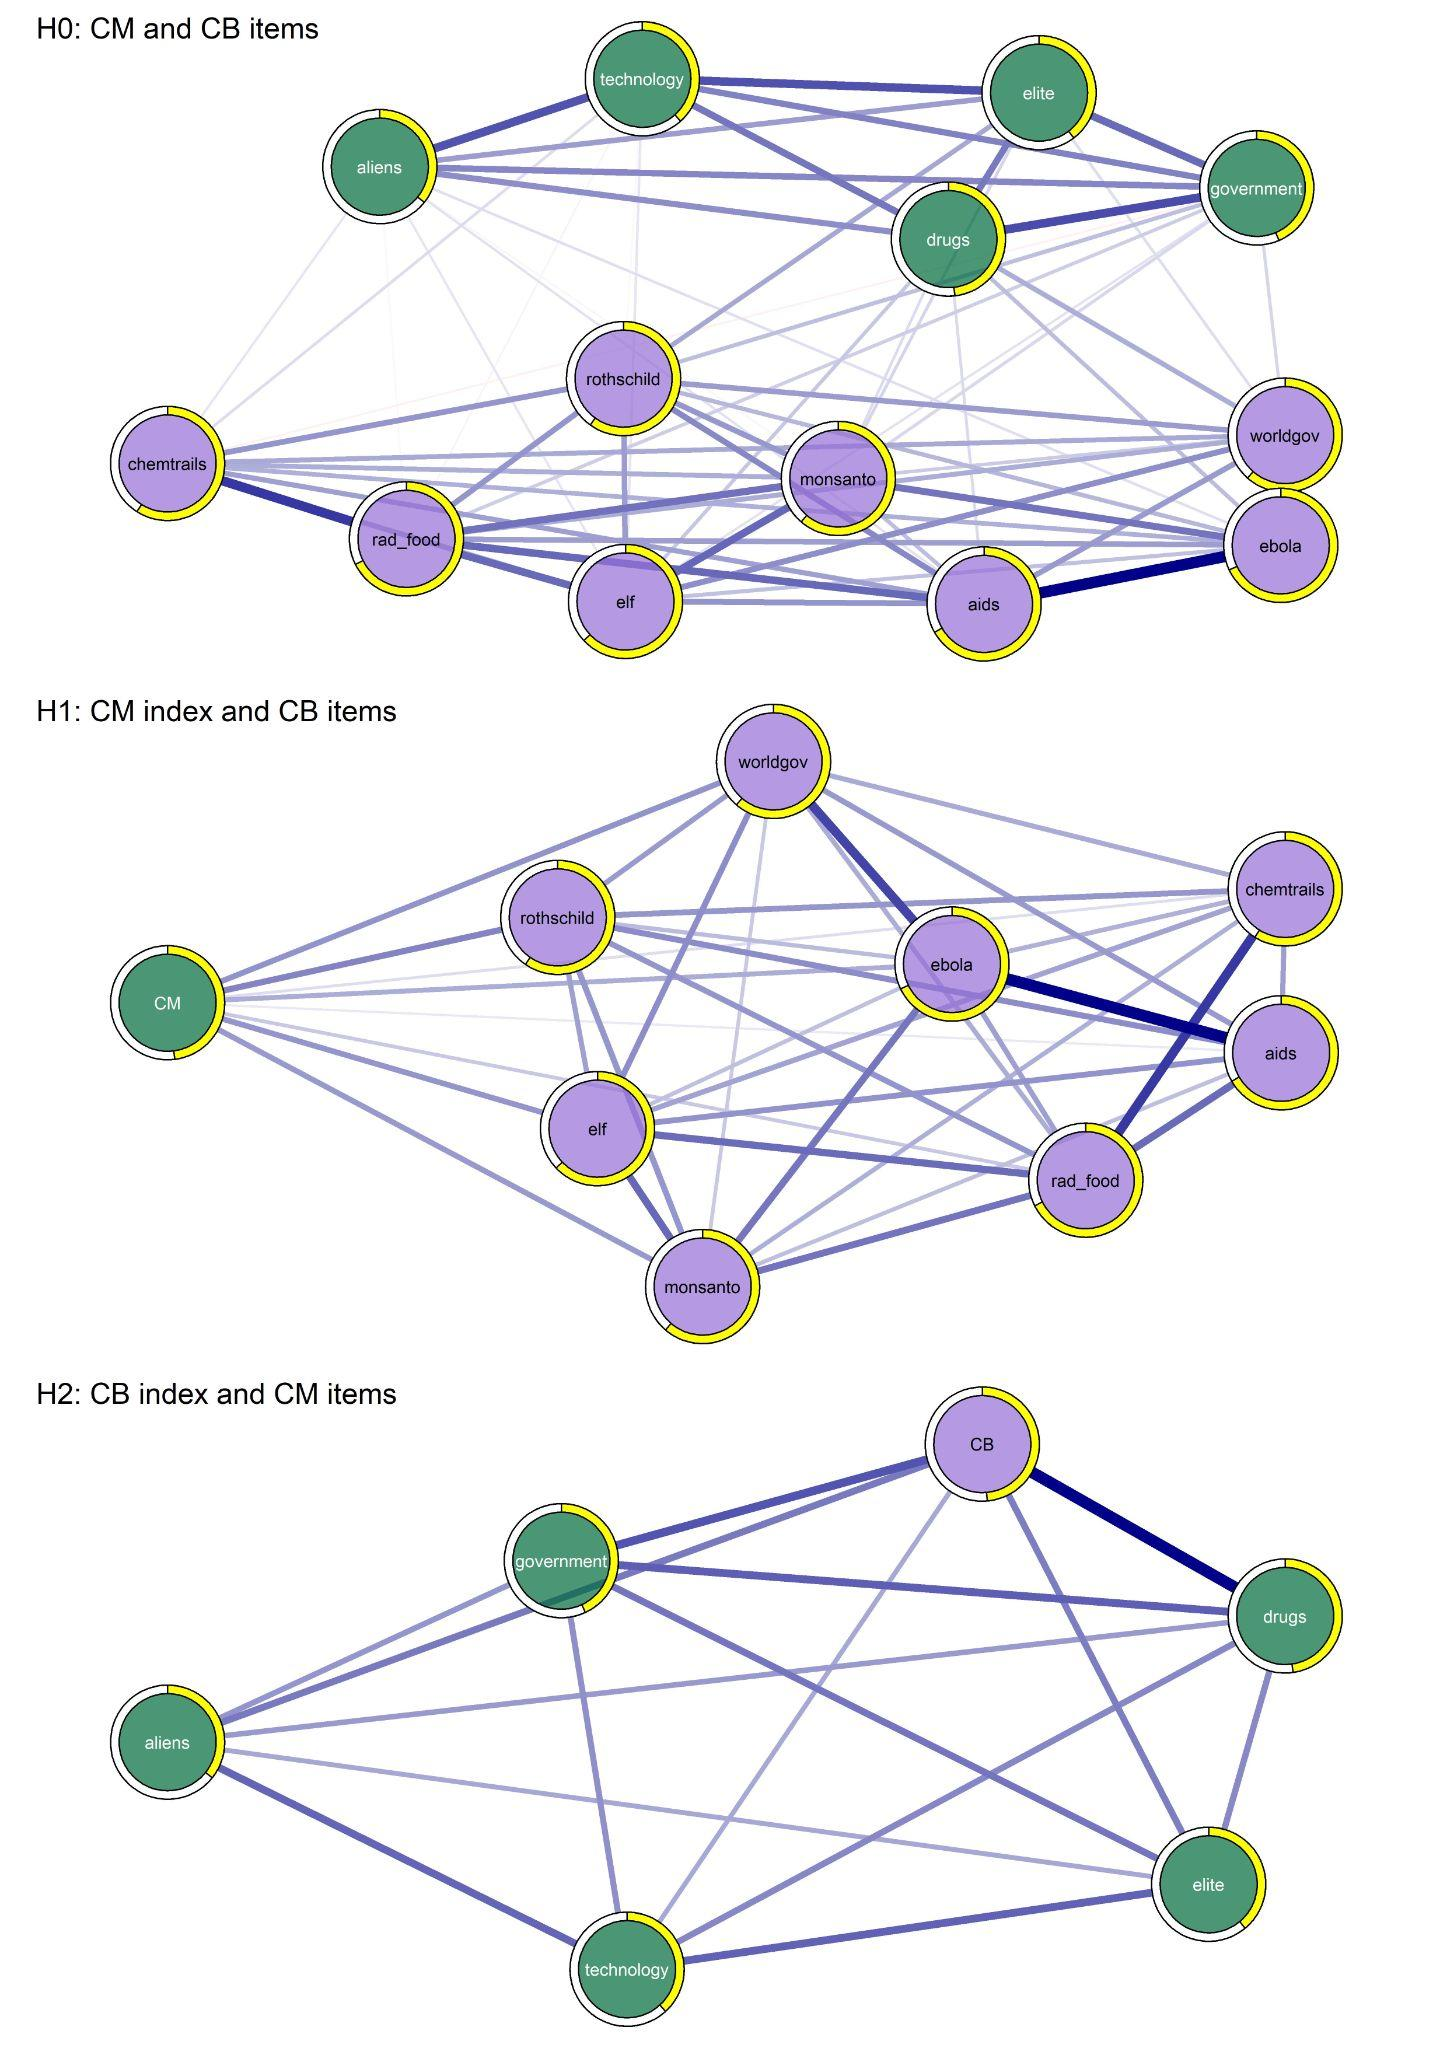 H0: CM and CB items
technology
elite
aliens
government
drugs
rothschild
worldgov
chemtrails
monsanto
rad_food
ebola
elf
aids
H1: CM index and CB items
worldgov
chemtrails
rothschild
ebola
CM
aids
elf
rad_food
monsanto
H2: CB index and CM items
CB
government
drugs
aliens
elite
technology